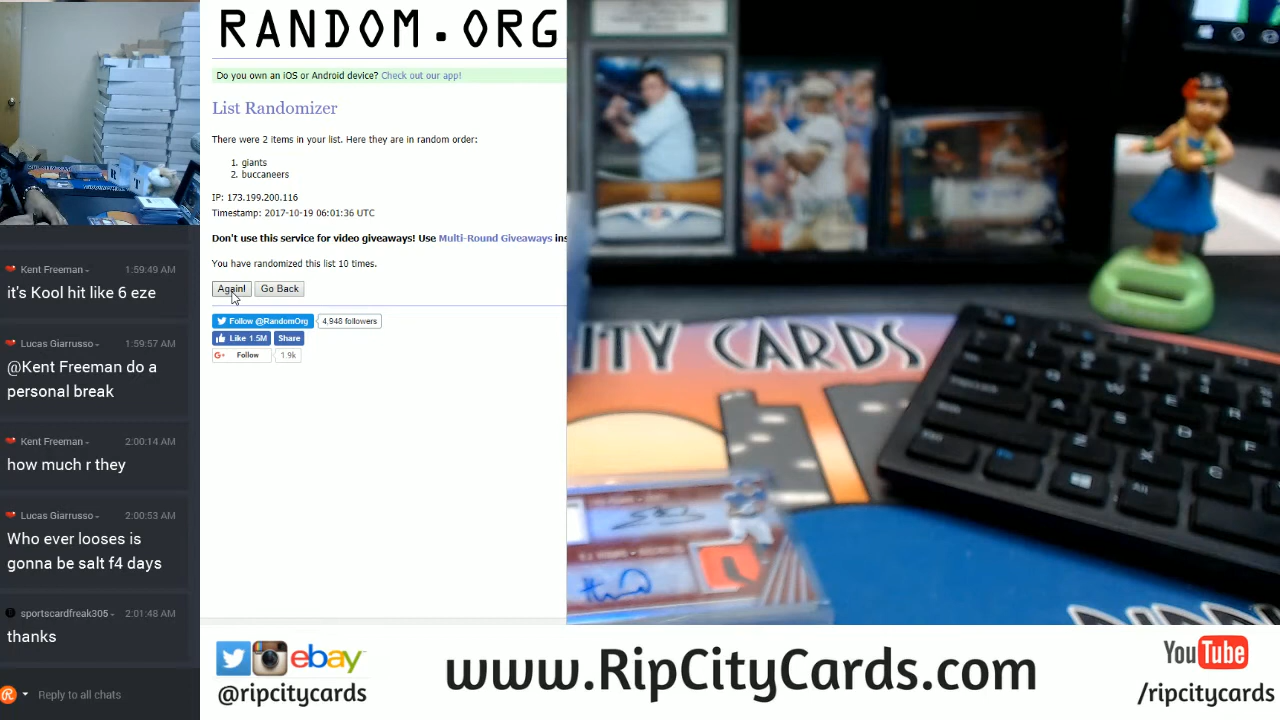 Kent Freeman 1:59:49 AM
it's Kool hit like 6 eze
Lucas Giarrusso 1:59:57 AM
@Kent Freeman do a
personal break
Kent Freeman 2:00:14 AM
how much r they
Lucas Giarrusso 2:00:53 AM
Who ever looses is
gonna be salt f4 days
sportscardfreak305 2:01:48 AM
thanks
Reply to all chats
RANDOM.ORG
Do you own an iOS or Android device? Check out our app!
List Randomizer
There were 2 items in your list. Here they are in random order:
1. giants
2. buccaneers
IP: 173.199.200.116
Timestamp: 2017-10-19 06:01:36 UTC
Don't use this service for video giveaways! Use Multi-Round Giveaways ins
You have randomized this list 10 times.
Again! Go Back
Follow @RandomOrg 4,948 followers
Like 1.5M Share
G+ Follow 1.9k
CITY CARDS
ebay
@ripcitycards
www.RipCityCards.com
YouTube
/ripcitycards